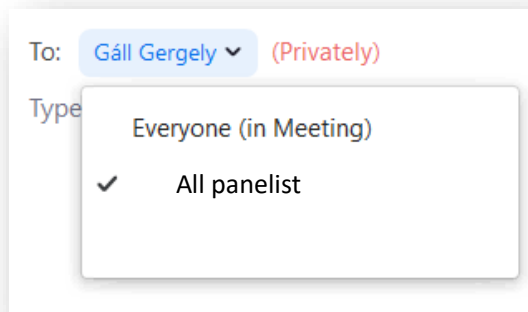 To: Gáll Gergely (Privately)
Type
Everyone (in Meeting)
All panelist